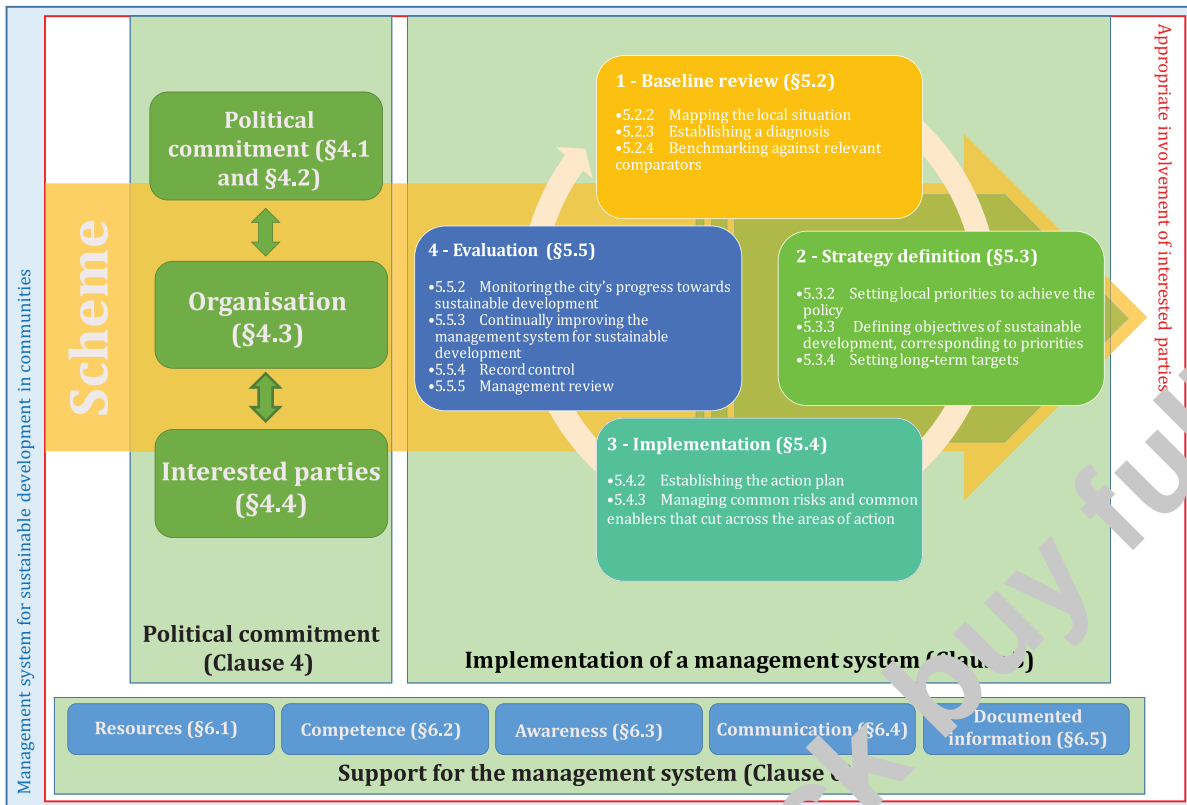 Management system for sustainable development in communities
Scheme
Political
commitment (§4.1
and §4.2)
Organisation
(§4.3)
Interested parties
(§4.4)
Political commitment
(Clause 4)
1 - Baseline review (§5.2)
•5.2.2 Mapping the local situation
•5.2.3 Establishing a diagnosis
•5.2.4 Benchmarking against relevant
comparators
2 - Strategy definition (§5.3)
•5.3.2 Setting local priorities to achieve the
policy
•5.3.3 Defining objectives of sustainable
development, corresponding to priorities
•5.3.4 Setting long-term targets
3 - Implementation (§5.4)
•5.4.2 Establishing the action plan
•5.4.3 Managing common risks and common
enablers that cut across the areas of action
4 - Evaluation (§5.5)
•5.5.2 Monitoring the city's progress towards
sustainable development
•5.5.3 Continually improving the
management system for sustainable
development
•5.5.4 Record control
•5.5.5 Management review
Implementation of a management system (Clause
Appropriate involvement of interested parties
Resources (§6.1)
Competence (§6.2)
Awareness (§6.3)
Communication (§6.4)
Documented
information (§6.5)
Support for the management system (Clause
buy